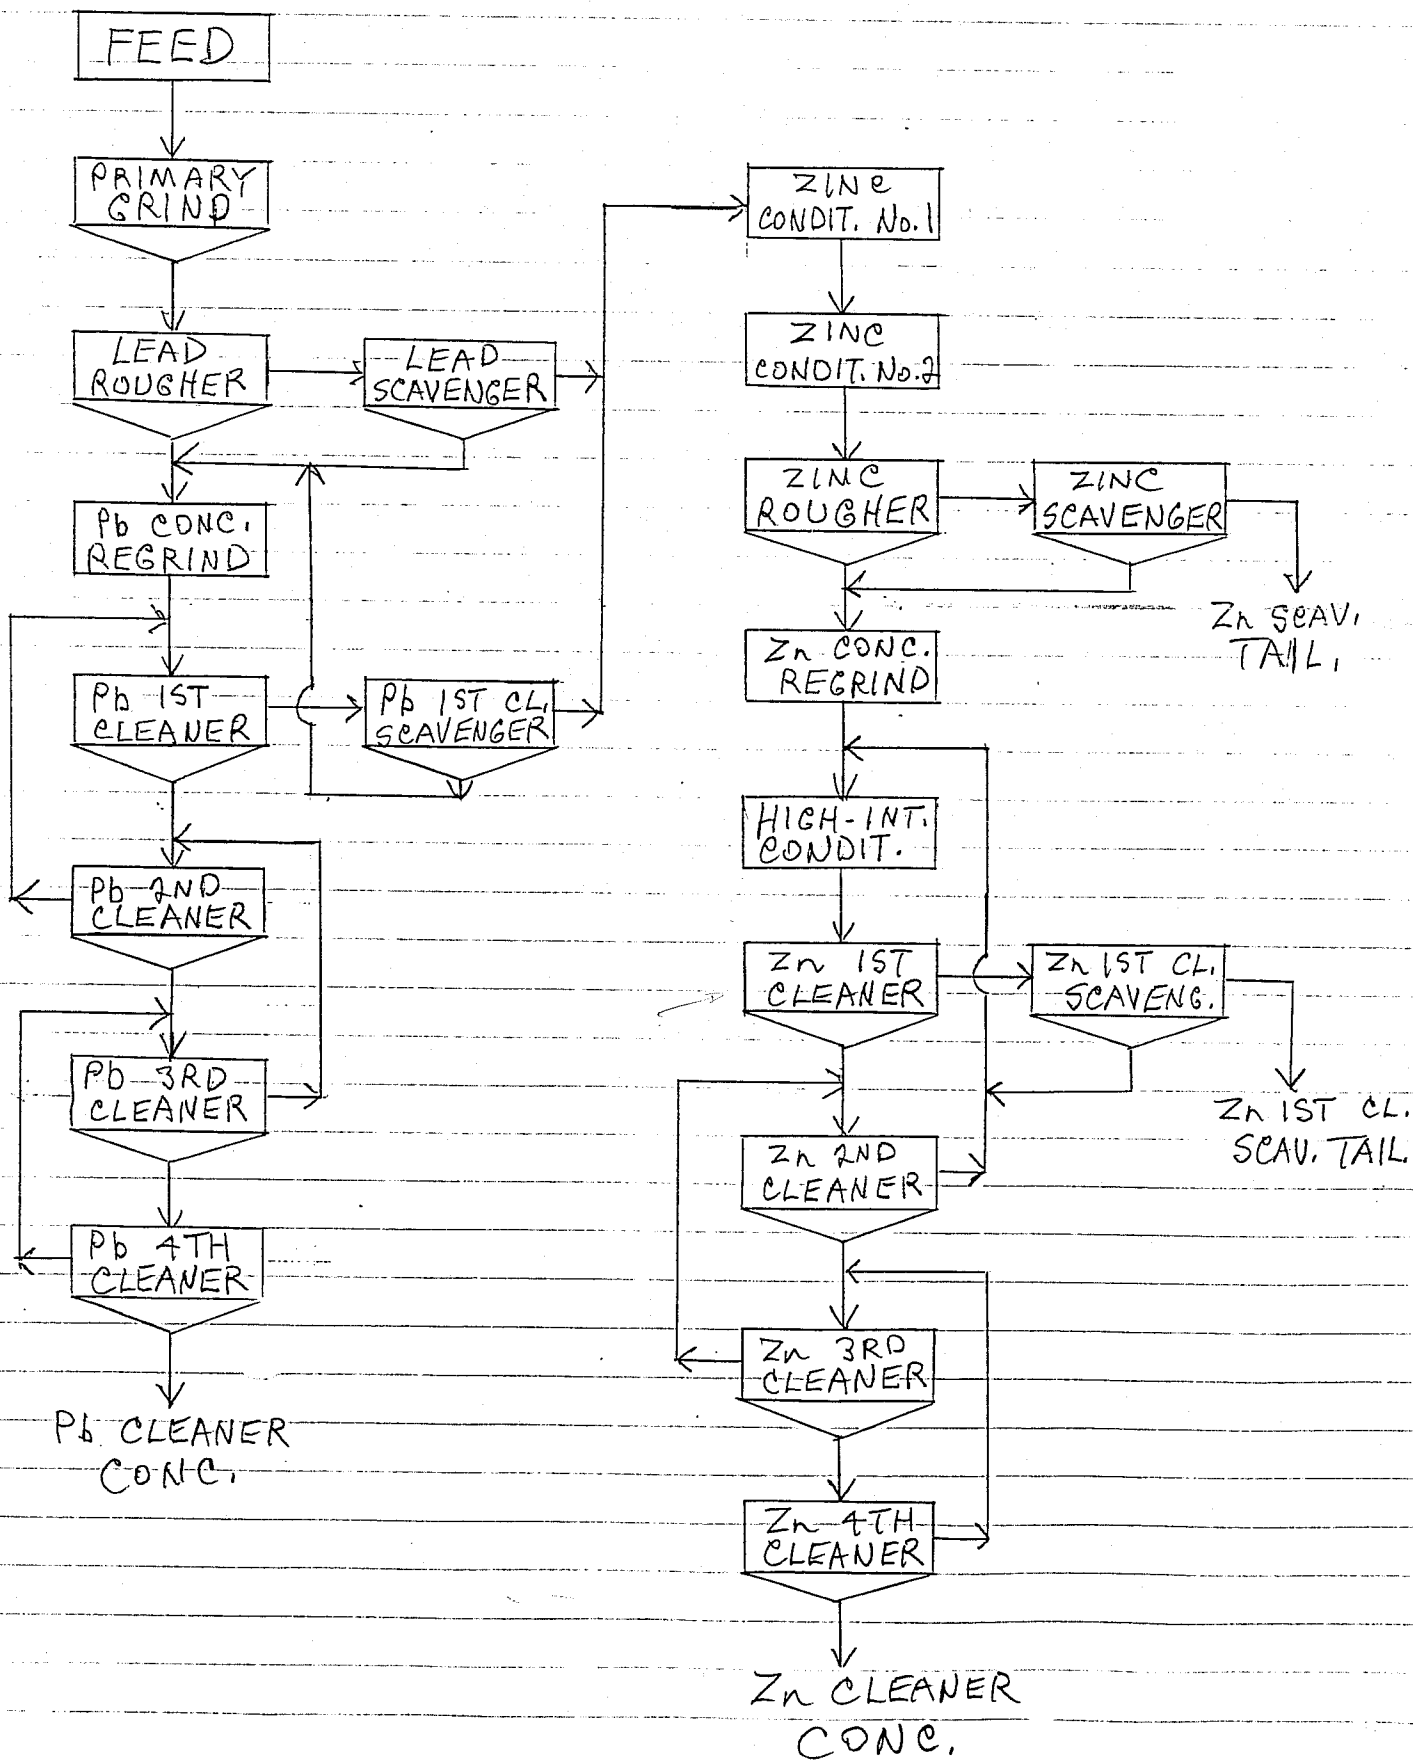 FEED
PRIMARY
GRIND
LEAD
ROUGHER
LEAD
SCAVENGER
Pb CONC.
REGRIND
Pb 1ST
CLEANER
Pb 1ST CL.
SCAVENGER
Pb 2ND
CLEANER
Pb 3RD
CLEANER
Pb 4TH
CLEANER
Pb CLEANER
CONC.
ZINC
CONDIT. No. 1
ZINC
CONDIT. No. 2
ZINC
ROUGHER
ZINC
SCAVENGER
Zn SCAV.
TAIL.
Zn CONC.
REGRIND
HIGH-INT.
CONDIT.
Zn 1ST
CLEANER
Zn 1ST CL.
SCAVENG.
Zn 1ST CL.
SCAV. TAIL.
Zn 2ND
CLEANER
Zn 3RD
CLEANER
Zn 4TH
CLEANER
Zn CLEANER
CONC.